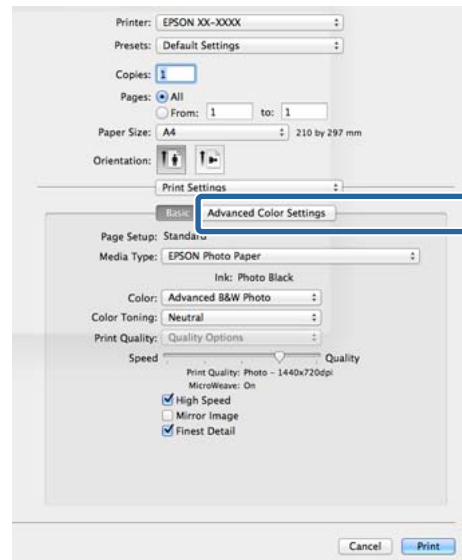 Printer: EPSON XX-XXXX
Presets: Default Settings
Copies: 1
Pages: All
From: 1 to: 1
Paper Size: A4 210 by 297 mm
Orientation:
Print Settings
Basic Advanced Color Settings
Page Setup: Standard
Media Type: EPSON Photo Paper
Ink: Photo Black
Color: Advanced B&W Photo
Color Toning: Neutral
Print Quality: Quality Options
Speed Quality
Print Quality: Photo - 1440x720dpi
MicroWeave: On
High Speed
Mirror Image
Finest Detail
Cancel Print